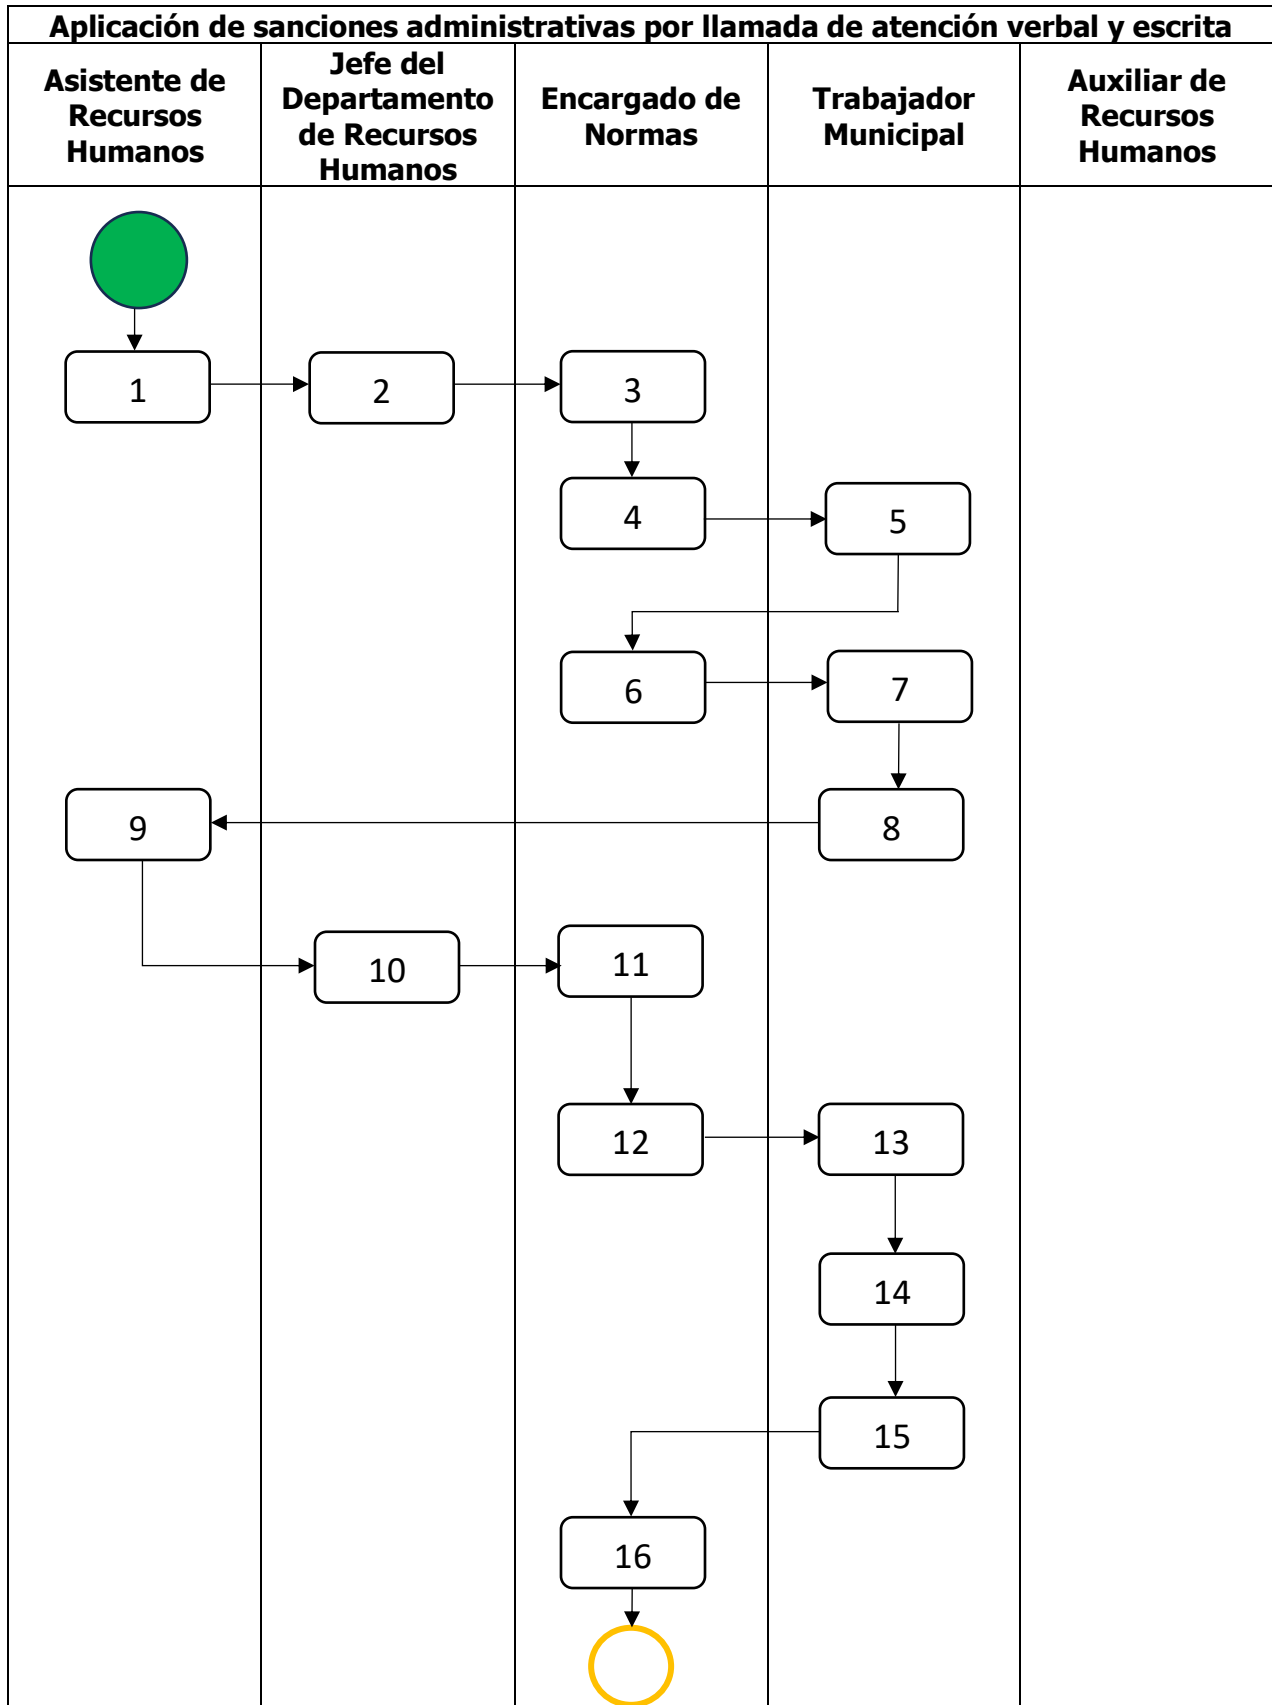 Aplicación de sanciones administrativas por llamada de atención verbal y escrita
Asistente de
Recursos
Humanos
Jefe del
Departamento
de Recursos
Humanos
Encargado de
Normas
Trabajador
Municipal
Auxiliar de
Recursos
Humanos
1
2
3
4
5
6
7
8
9
10
11
12
13
14
15
16